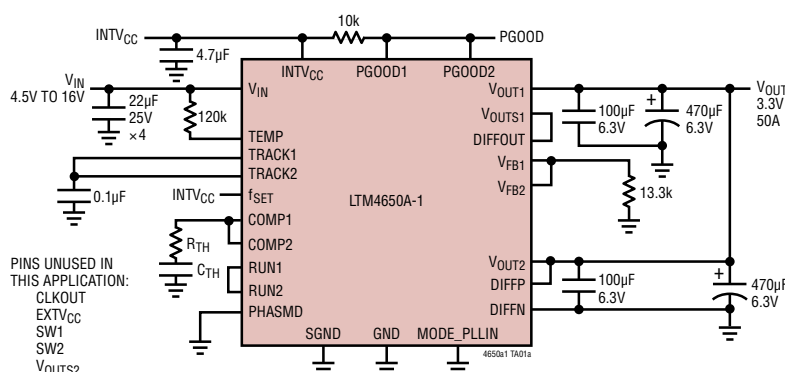 10k
INTVCC
PGOOD
4.7µF
INTVCC PGOOD1 PGOOD2
VIN
4.5V TO 16V
22µF
25V
×4
120k
VIN
TEMP
TRACK1
TRACK2
0.1µF
INTVCC
fSET
COMP1
COMP2
RTH
CTH
RUN1
RUN2
PHASMD
LTM4650A-1
VOUT1
VOUTS1
DIFFOUT
VFB1
VFB2
VOUT2
DIFFP
DIFFN
SGND GND MODE_PLLIN
100µF
6.3V
+
470µF
6.3V
VOUT
3.3V
50A
13.3k
100µF
6.3V
+
470µF
6.3V
4650a1 TA01a
PINS UNUSED IN
THIS APPLICATION:
CLKOUT
EXTVCC
SW1
SW2
VOUTS2